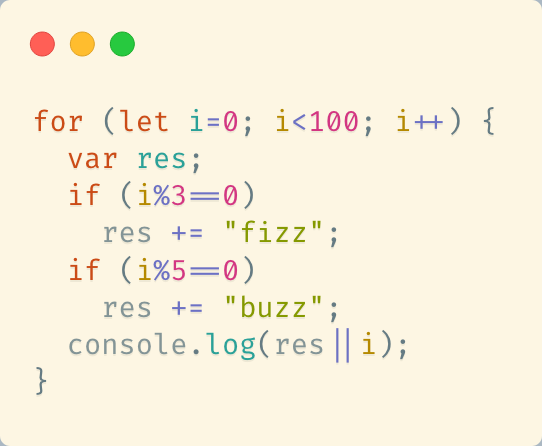 for (let i=0; i<100; i++) {
  var res;
  if (i%3==0)
    res += "fizz";
  if (i%5==0)
    res += "buzz";
  console.log(res||i);
}